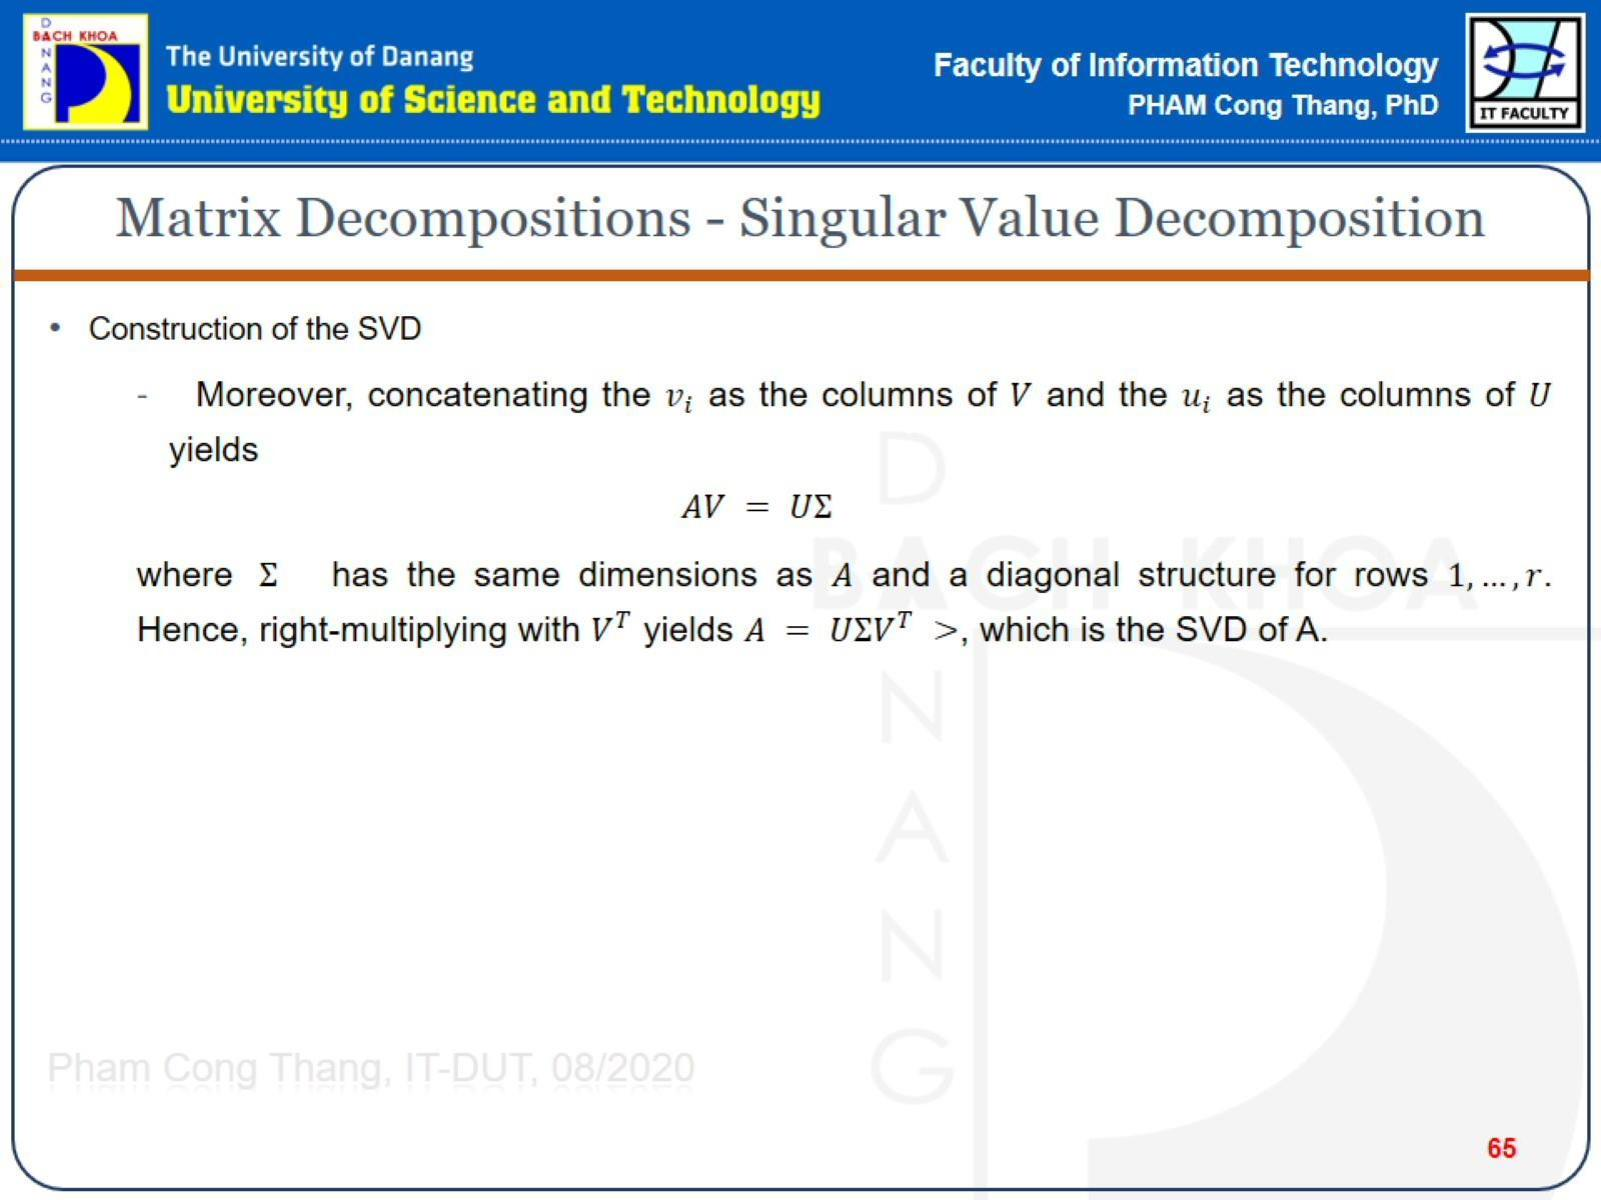 DANANG
BACH KHOA
The University of Danang
University of Science and Technology
Faculty of Information Technology
PHAM Cong Thang, PhD
IT FACULTY
Matrix Decompositions - Singular Value Decomposition
• Construction of the SVD
- Moreover, concatenating the 𝑣ᵢ as the columns of 𝑉 and the 𝑢ᵢ as the columns of 𝑈
yields
𝐴𝑉 = 𝑈Σ
where Σ has the same dimensions as 𝐴 and a diagonal structure for rows 1, … , 𝑟.
Hence, right-multiplying with 𝑉ᵀ yields 𝐴 = 𝑈Σ𝑉ᵀ >, which is the SVD of A.
DANANG
BACH KHOA
Pham Cong Thang, IT-DUT, 08/2020
65